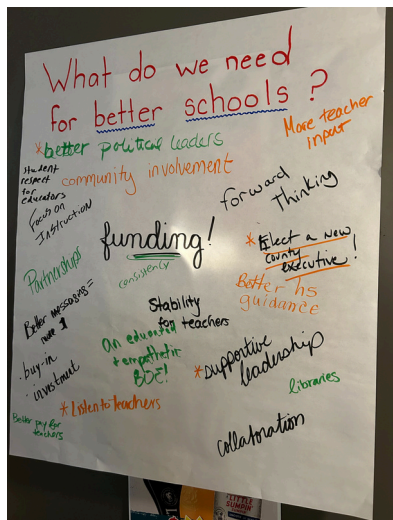 What do we need
for better schools?
*better political leaders
More teacher
input
student
respect
for
educators
community involvement
forward
Thinking
Focus on
Instruction
funding!
*Elect a new
county
executive!
Partnerships
consistency
Better hs
guidance
Better messaging =
Stability
for teachers
an educated
+ empathetic
BOE!
*supportive
leadership
· buy-in
· investment
libraries
*Listen to teachers
Better pay for
teachers
collaboration
LITTLE
SUMPIN'